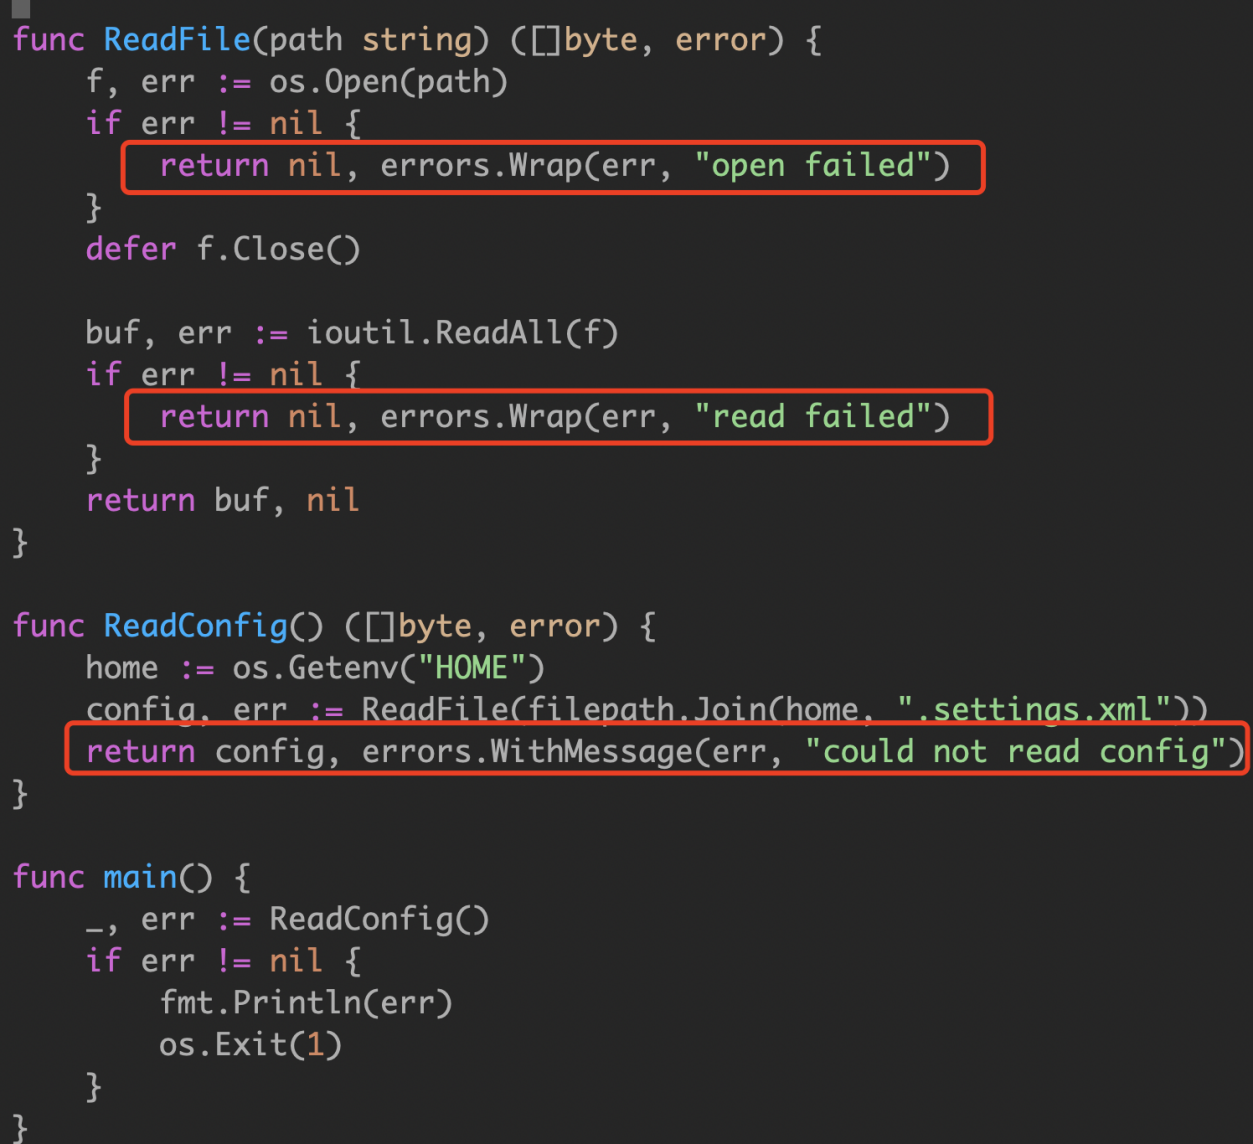 func ReadFile(path string) ([]byte, error) {
    f, err := os.Open(path)
    if err != nil {
        return nil, errors.Wrap(err, "open failed")
    }
    defer f.Close()

    buf, err := ioutil.ReadAll(f)
    if err != nil {
        return nil, errors.Wrap(err, "read failed")
    }
    return buf, nil
}

func ReadConfig() ([]byte, error) {
    home := os.Getenv("HOME")
    config, err := ReadFile(filepath.Join(home, ".settings.xml"))
    return config, errors.WithMessage(err, "could not read config")
}

func main() {
    _, err := ReadConfig()
    if err != nil {
        fmt.Println(err)
        os.Exit(1)
    }
}